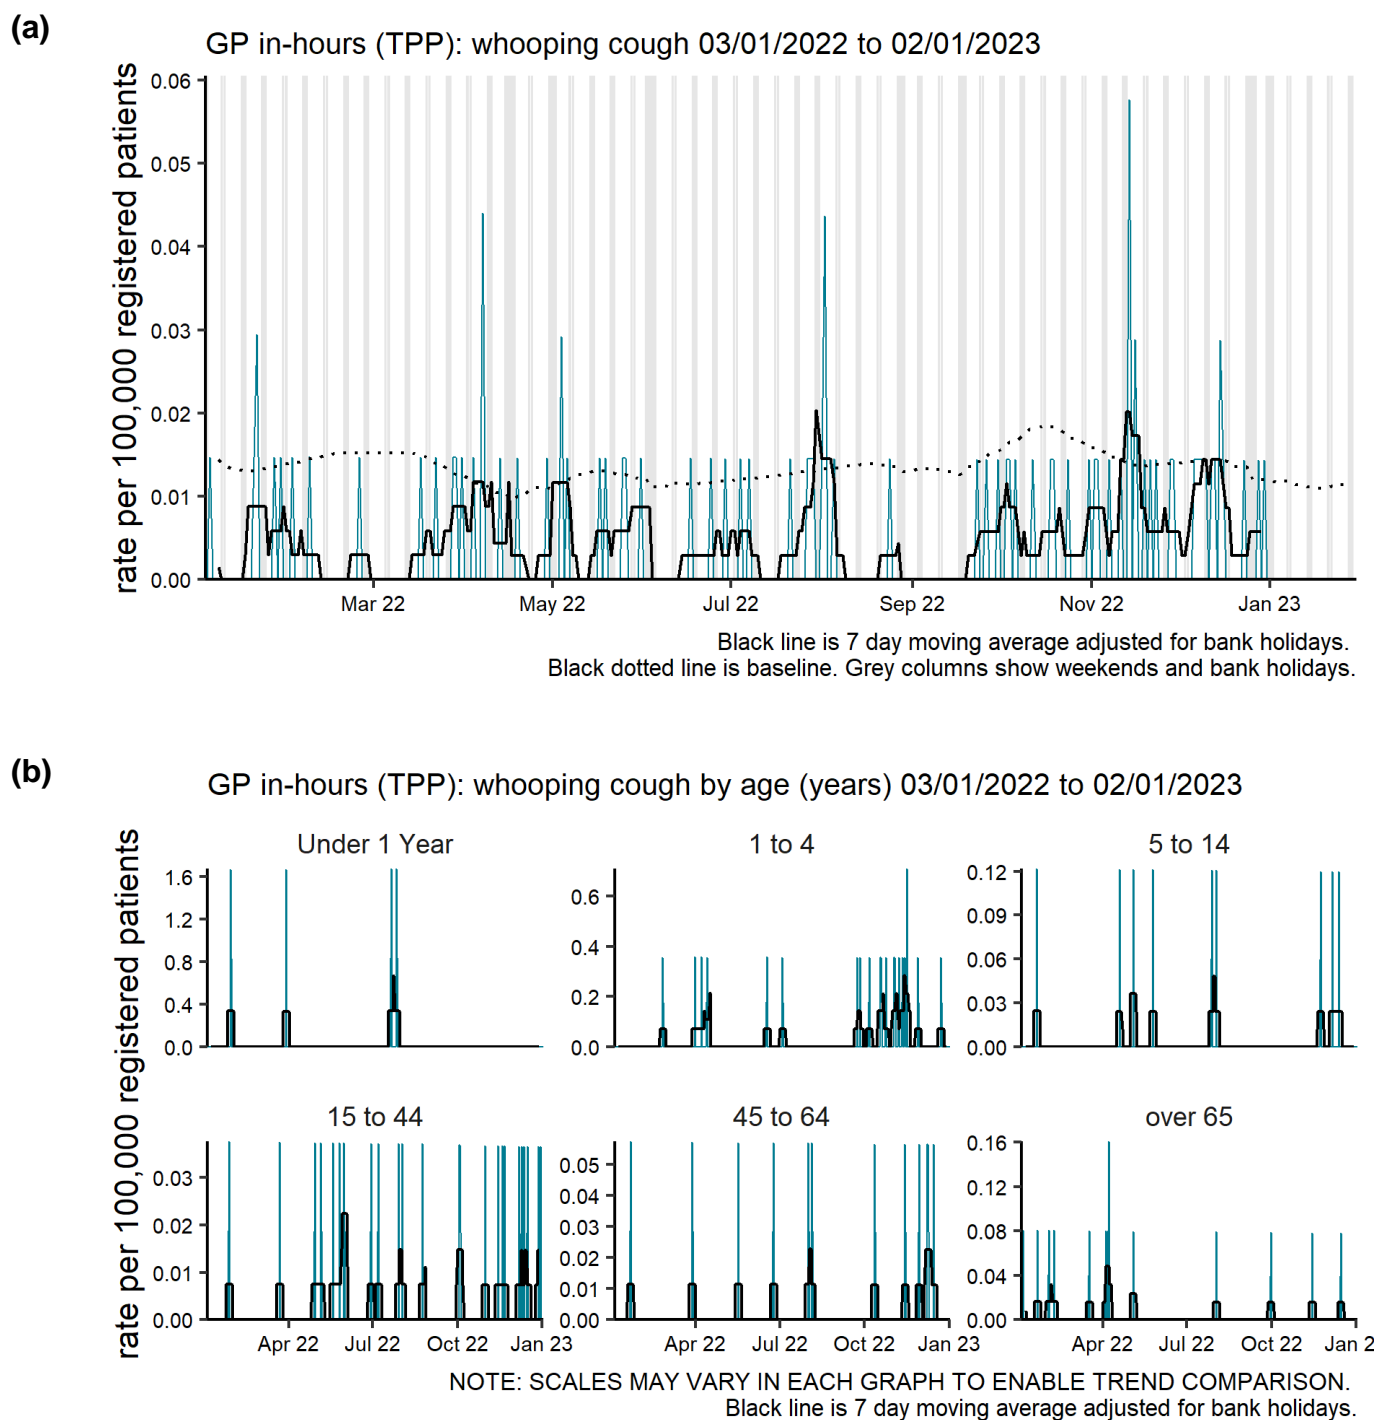 (a)
GP in-hours (TPP): whooping cough 03/01/2022 to 02/01/2023
rate per 100,000 registered patients
0.06
0.05
0.04
0.03
0.02
0.01
0.00
Mar 22 May 22 Jul 22 Sep 22 Nov 22 Jan 23
Black line is 7 day moving average adjusted for bank holidays.
Black dotted line is baseline. Grey columns show weekends and bank holidays.
(b)
GP in-hours (TPP): whooping cough by age (years) 03/01/2022 to 02/01/2023
rate per 100,000 registered patients
Under 1 Year
1.6
1.2
0.8
0.4
0.0
1 to 4
0.6
0.4
0.2
0.0
5 to 14
0.12
0.09
0.06
0.03
0.00
15 to 44
0.03
0.02
0.01
0.00
Apr 22 Jul 22 Oct 22 Jan 23
45 to 64
0.05
0.04
0.03
0.02
0.01
0.00
Apr 22 Jul 22 Oct 22 Jan 23
over 65
0.16
0.12
0.08
0.04
0.00
Apr 22 Jul 22 Oct 22 Jan 2
NOTE: SCALES MAY VARY IN EACH GRAPH TO ENABLE TREND COMPARISON.
Black line is 7 day moving average adjusted for bank holidays.